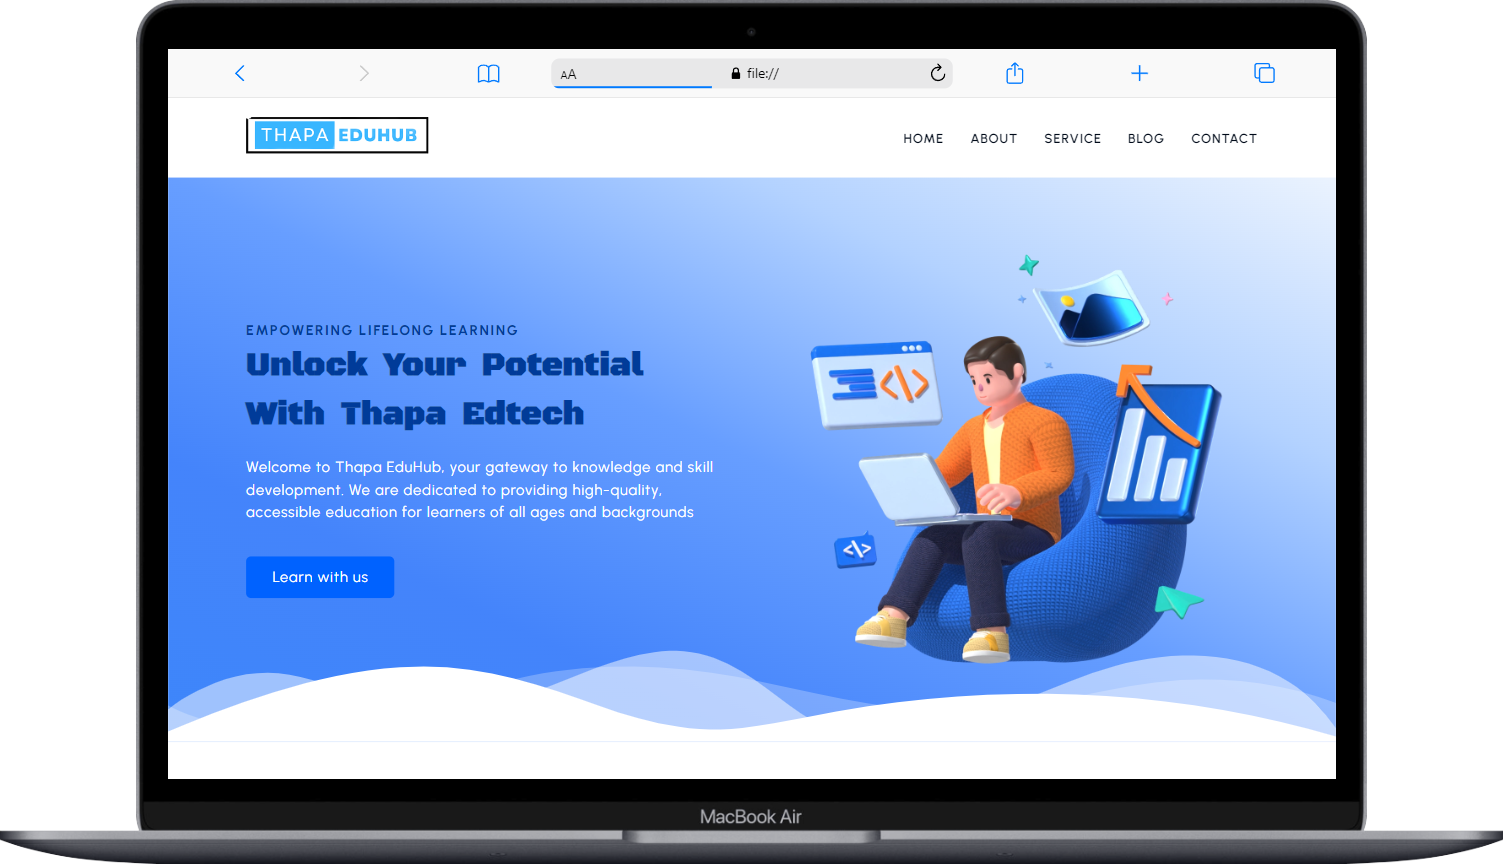 AA file://
THAPA EDUHUB
HOME ABOUT SERVICE BLOG CONTACT
EMPOWERING LIFELONG LEARNING
Unlock Your Potential
With Thapa Edtech
Welcome to Thapa EduHub, your gateway to knowledge and skill
development. We are dedicated to providing high-quality,
accessible education for learners of all ages and backgrounds
Learn with us
</>
</>
MacBook Air